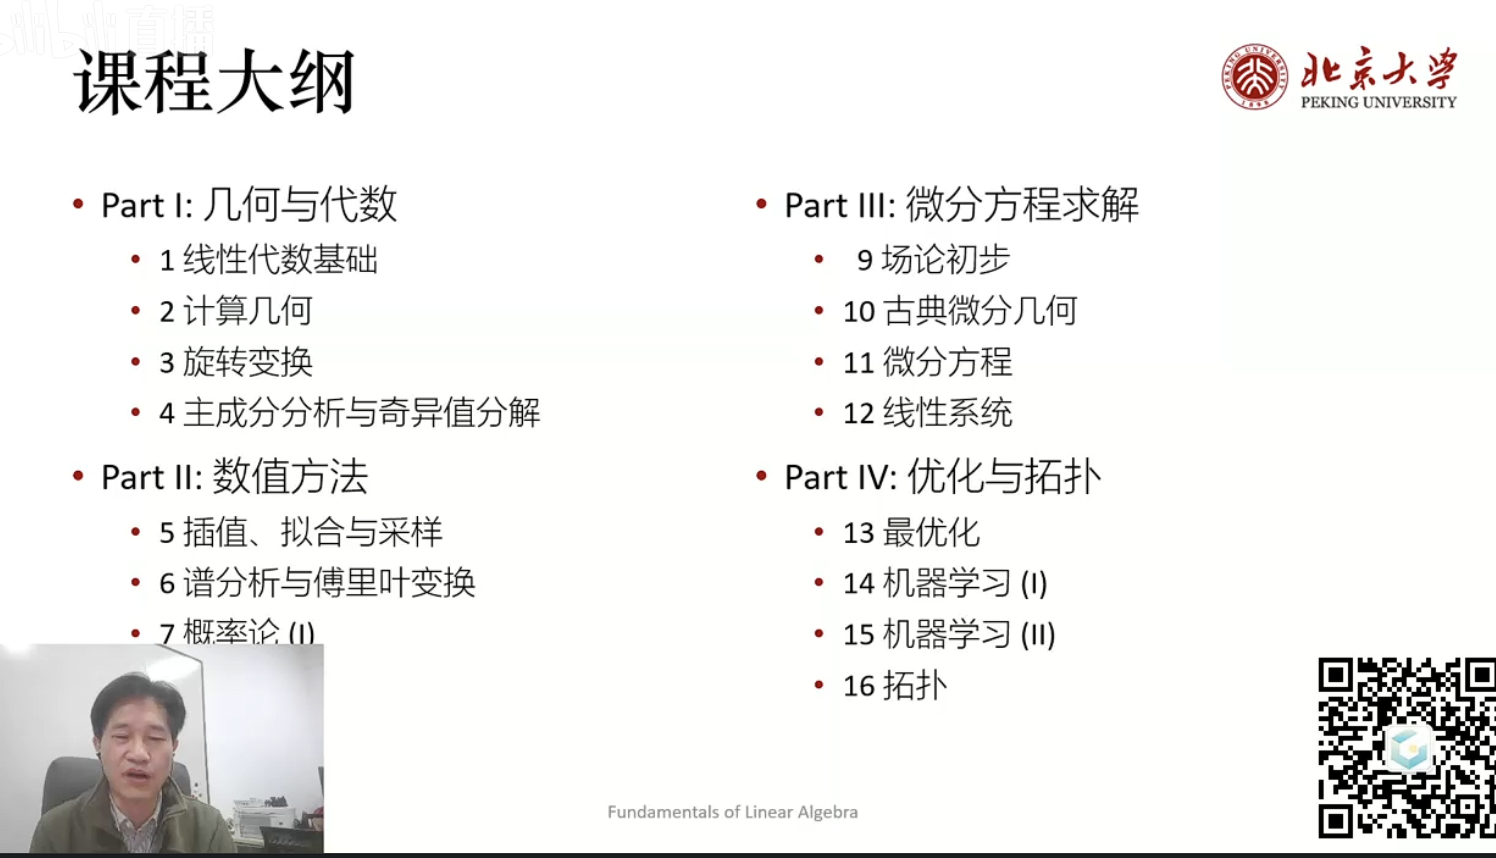 直播
课程大纲
北京大学
PEKING UNIVERSITY
• Part I: 几何与代数
• 1 线性代数基础
• 2 计算几何
• 3 旋转变换
• 4 主成分分析与奇异值分解
• Part II: 数值方法
• 5 插值、拟合与采样
• 6 谱分析与傅里叶变换
• 7 概率论 (I)
• Part III: 微分方程求解
• 9 场论初步
• 10 古典微分几何
• 11 微分方程
• 12 线性系统
• Part IV: 优化与拓扑
• 13 最优化
• 14 机器学习 (I)
• 15 机器学习 (II)
• 16 拓扑
Fundamentals of Linear Algebra